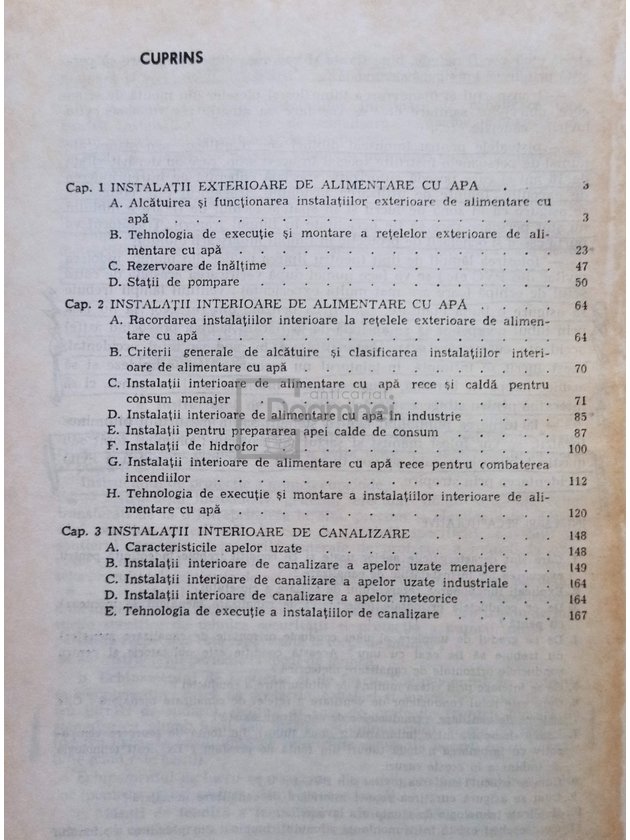 CUPRINS
Cap. 1 INSTALAȚII EXTERIOARE DE ALIMENTARE CU APA . . 3
A. Alcătuirea și funcționarea instalațiilor exterioare de alimentare cu
apă . . . . . . . . . . . . . . . 3
B. Tehnologia de execuție și montare a rețelelor exterioare de ali-
mentare cu apă . . . . . . . . . . . . 23
C. Rezervoare de înălțime . . . . . . . . . . 47
D. Stații de pompare . . . . . . . . . . . 50
Cap. 2 INSTALAȚII INTERIOARE DE ALIMENTARE CU APĂ . . . 64
A. Racordarea instalațiilor interioare la rețelele exterioare de alimen-
tare cu apă . . . . . . . . . . . . . 64
B. Criterii generale de alcătuire și clasificarea instalațiilor interi-
oare de alimentare cu apă . . . . . . . . . 70
C. Instalații interioare de alimentare cu apă rece și caldă pentru
consum menajer . . . . . . . . . . . . 71
anticariat
Doamnei
D. Instalații interioare de alimentare cu apă în industrie . . . 85
E. Instalații pentru prepararea apei calde de consum . . . . 87
F. Instalații de hidrofor . . . . . . . . . . 100
G. Instalații interioare de alimentare cu apă rece pentru combaterea
incendiilor . . . . . . . . . . . . . 112
H. Tehnologia de execuție și montare a instalațiilor interioare de ali-
mentare cu apă . . . . . . . . . . . . 120
Cap. 3 INSTALAȚII INTERIOARE DE CANALIZARE . . . . . 148
A. Caracteristicile apelor uzate . . . . . . . . 148
B. Instalații interioare de canalizare a apelor uzate menajere . . 149
C. Instalații interioare de canalizare a apelor uzate industriale . . 164
D. Instalații interioare de canalizare a apelor meteorice . . . 164
E. Tehnologia de execuție a instalațiilor de canalizare . . . . 167